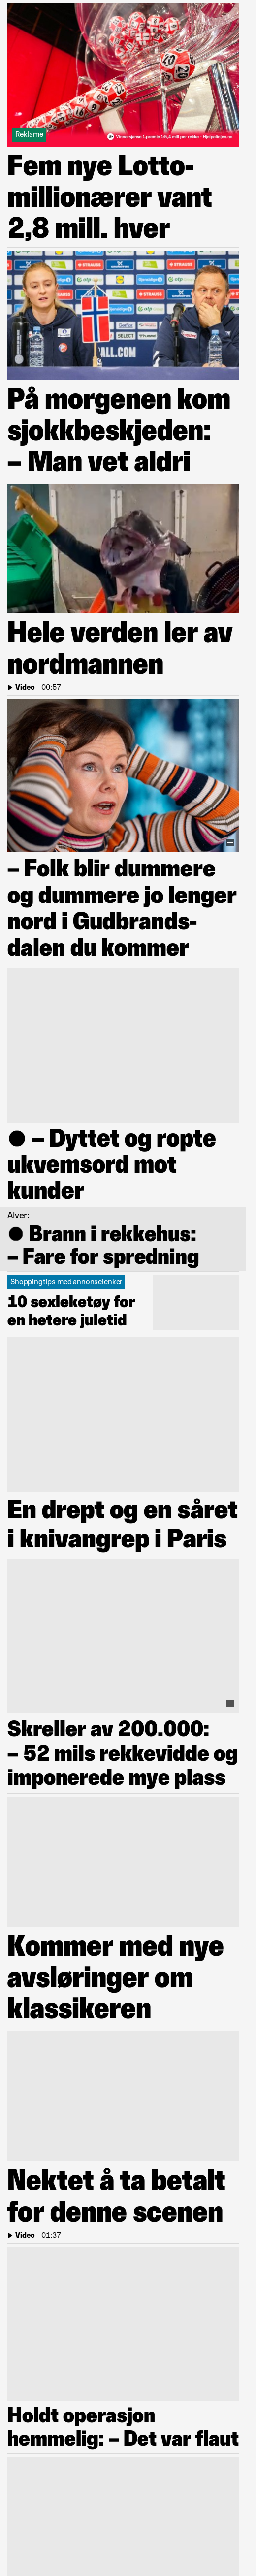 Reklame
Vinnersjanse 1.premie 1:5,4 mill per rekke - Hjelpelinjen.no
Fem nye Lotto-
millionærer vant
2,8 mill. hver
ALL.COM
På morgenen kom
sjokkbeskjeden:
– Man vet aldri
Hele verden ler av
nordmannen
Video | 00:57
– Folk blir dummere
og dummere jo lenger
nord i Gudbrands-
dalen du kommer
● – Dyttet og ropte
ukvemsord mot
kunder
Alver:
● Brann i rekkehus:
– Fare for spredning
Shoppingtips med annonselenker
10 sexleketøy for
en hetere juletid
En drept og en såret
i knivangrep i Paris
Skreller av 200.000:
– 52 mils rekkevidde og
imponerede mye plass
Kommer med nye
avsløringer om
klassikeren
Nektet å ta betalt
for denne scenen
Video | 01:37
Holdt operasjon
hemmelig: – Det var flaut